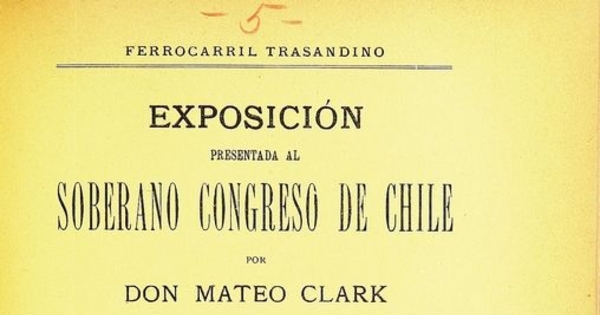 - 5 -
FERROCARRIL TRASANDINO
EXPOSICIÓN
PRESENTADA AL
SOBERANO CONGRESO DE CHILE
POR
DON MATEO CLARK